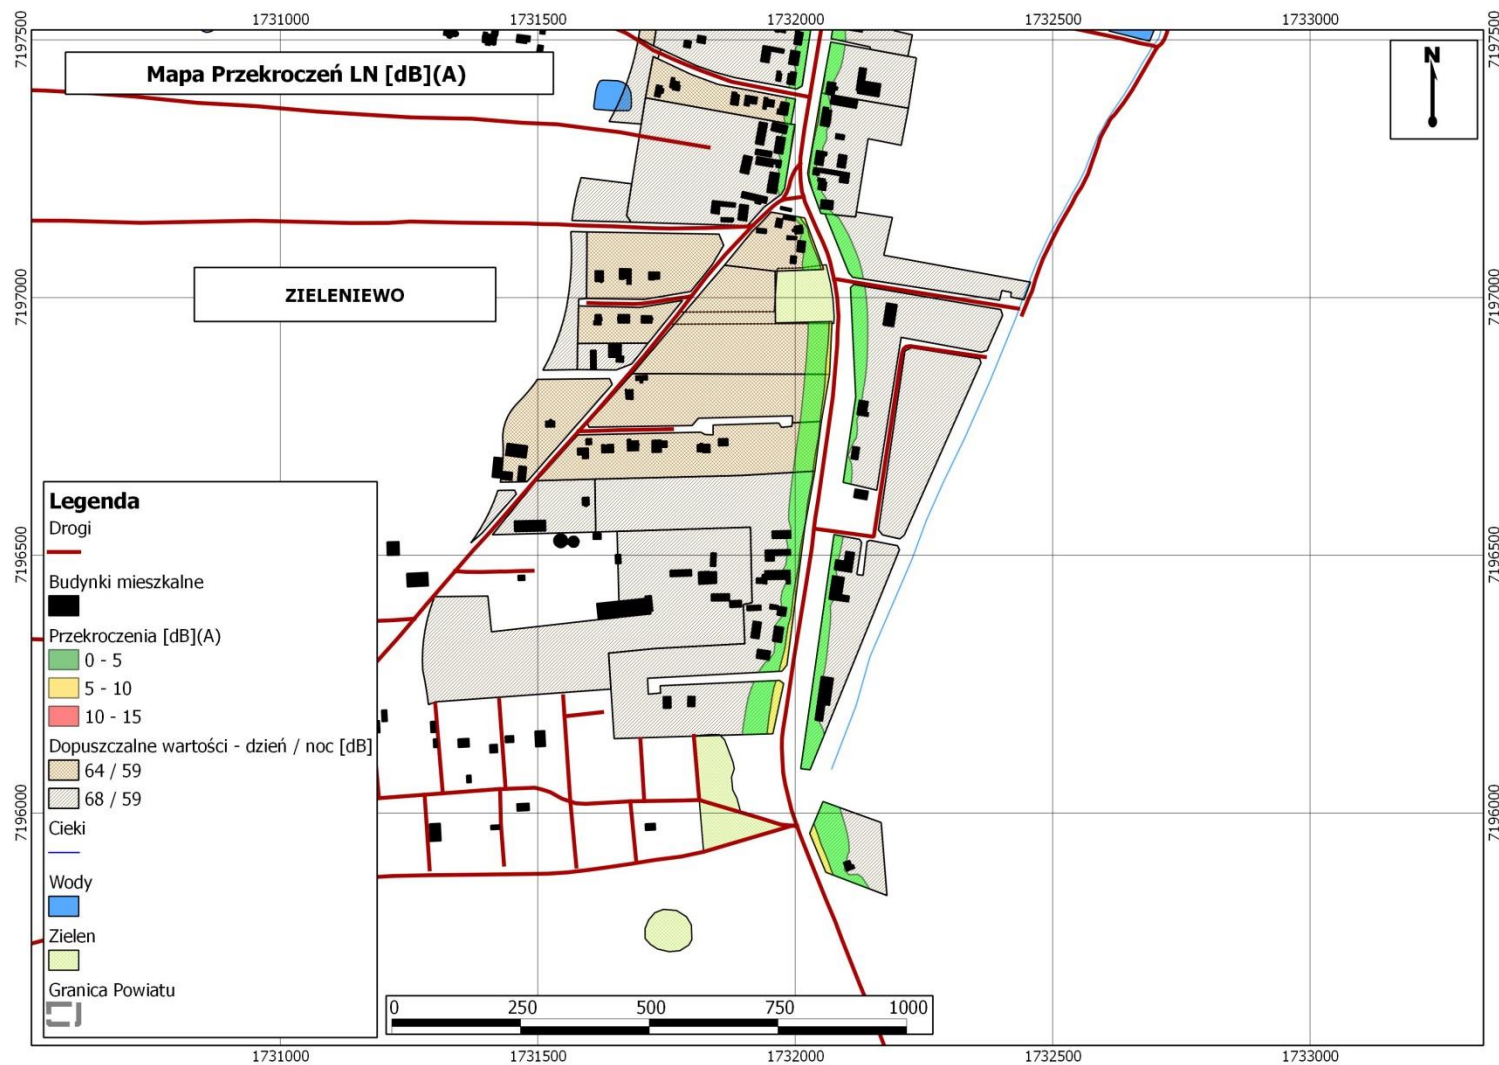 1731000 1731500 1732000 1732500 1733000
7197500 7197500
Mapa Przekroczeń LN [dB](A)
N
7197000 7197000
ZIELENIEWO
7196500 7196500
Legenda
Drogi
Budynki mieszkalne
Przekroczenia [dB](A)
0 - 5
5 - 10
10 - 15
Dopuszczalne wartości - dzień / noc [dB]
64 / 59
68 / 59
Cieki
Wody
Zielen
Granica Powiatu
7196000 7196000
0 250 500 750 1000
1731000 1731500 1732000 1732500 1733000